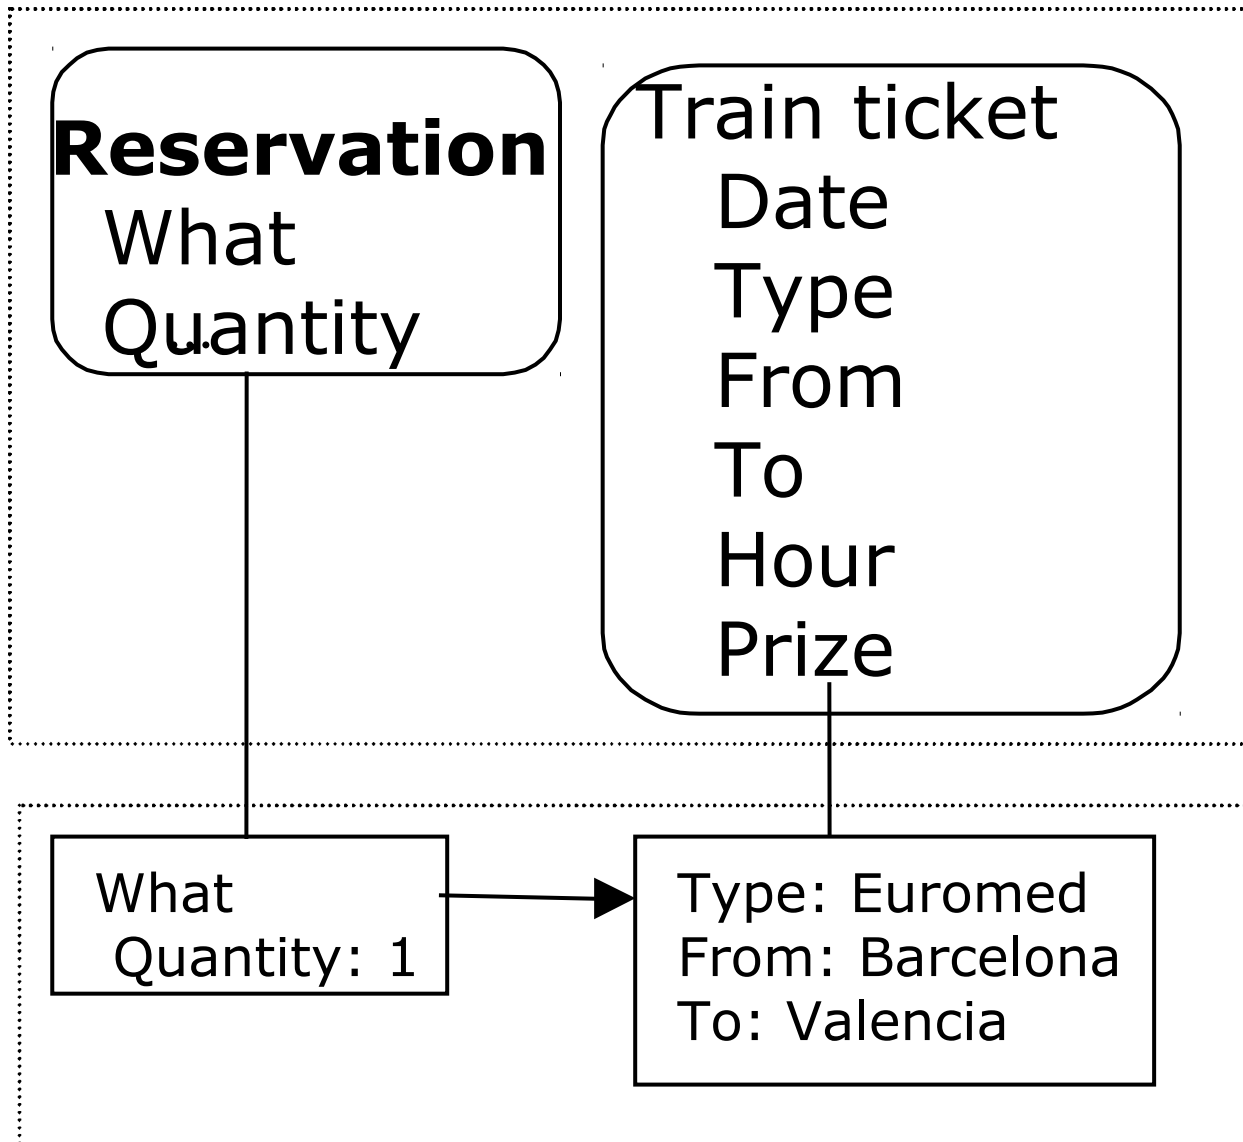 Reservation
What
Quantity
...
Train ticket
Date
Type
From
To
Hour
Prize
What
Quantity: 1
Type: Euromed
From: Barcelona
To: Valencia